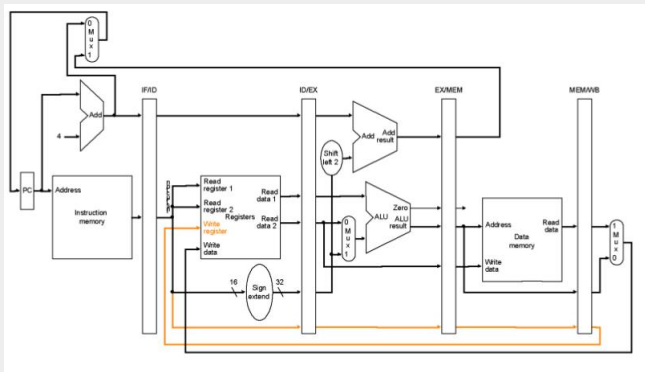 0
M
u
x
1
IF/ID
ID/EX
EX/MEM
MEM/WB
Add
4
Add
Add
result
Shift
left 2
PC
Address
Instruction
memory
Read
register 1
Read
register 2
Registers
Write
register
Write
data
Read
data 1
Read
data 2
0
M
u
x
1
Zero
ALU
ALU
result
Address
Read
data
Data
memory
Write
data
1
M
u
x
0
16
Sign
extend
32